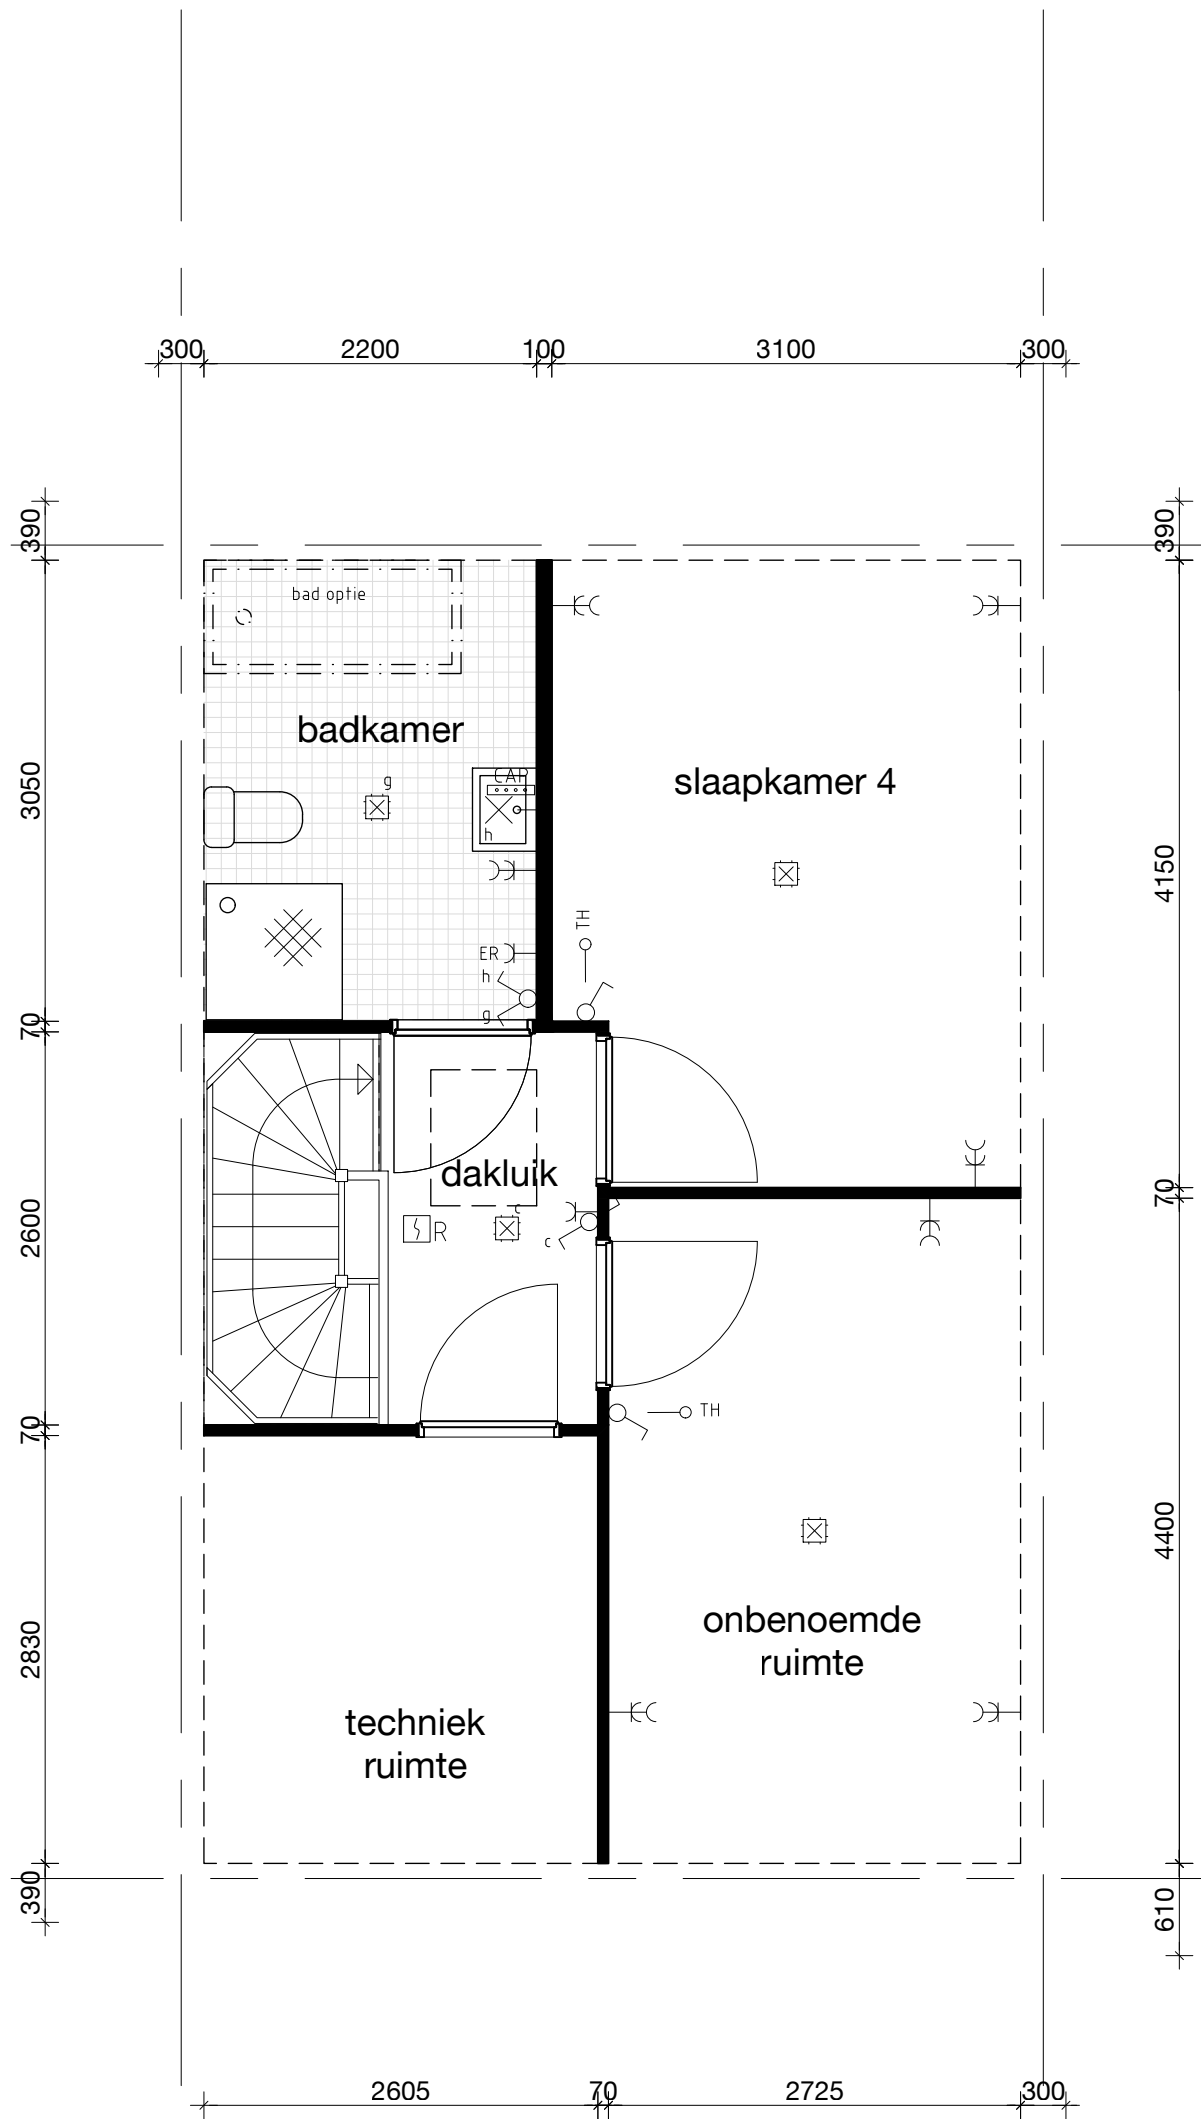 300 2200 100 3100 300
390
390
bad optie
badkamer
slaapkamer 4
g
CAP
h
3050
4150
TH
ER
h
g
70
dakluik
70
2600
R
c
c
TH
70
4400
onbenoemde
ruimte
2830
techniek
ruimte
390
610
2605 70 2725 300